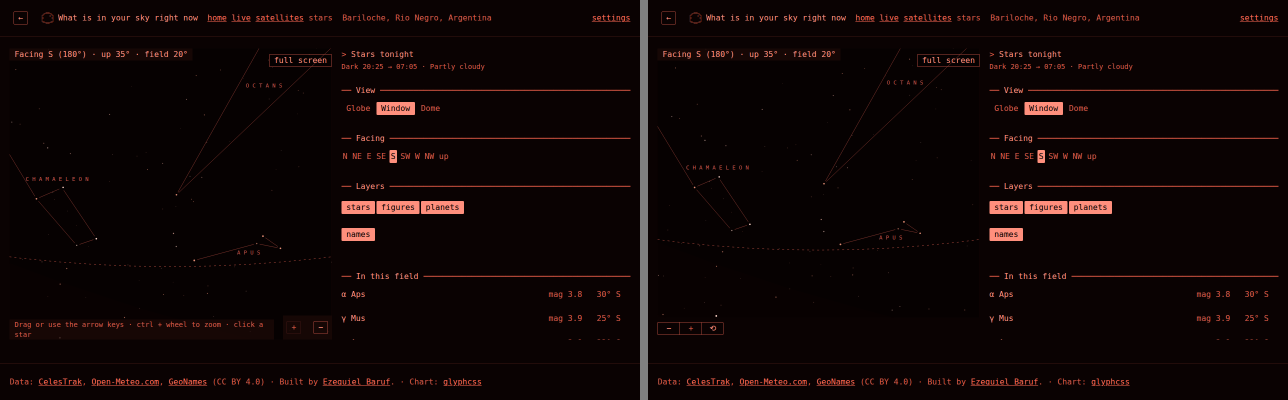 ← What is in your sky right now home live satellites stars Bariloche, Rio Negro, Argentina settings
Facing S (180°) · up 35° · field 20°
full screen
OCTANS
CHAMAELEON
APUS
Drag or use the arrow keys · ctrl + wheel to zoom · click a
star
+ −
> Stars tonight
Dark 20:25 → 07:05 · Partly cloudy
View
Globe Window Dome
Facing
N NE E SE S SW W NW up
Layers
stars figures planets
names
In this field
α Aps mag 3.8 30° S
γ Mus mag 3.9 25° S
Data: CelesTrak, Open-Meteo.com, GeoNames (CC BY 4.0) · Built by Ezequiel Baruf. · Chart: glyphcss
← What is in your sky right now home live satellites stars Bariloche, Rio Negro, Argentina settings
Facing S (180°) · up 35° · field 20°
full screen
OCTANS
CHAMAELEON
APUS
− + ⟲
> Stars tonight
Dark 20:25 → 07:05 · Partly cloudy
View
Globe Window Dome
Facing
N NE E SE S SW W NW up
Layers
stars figures planets
names
In this field
α Aps mag 3.8 30° S
γ Mus mag 3.9 25° S
Data: CelesTrak, Open-Meteo.com, GeoNames (CC BY 4.0) · Built by Ezequiel Baruf. · Chart: glyphcss